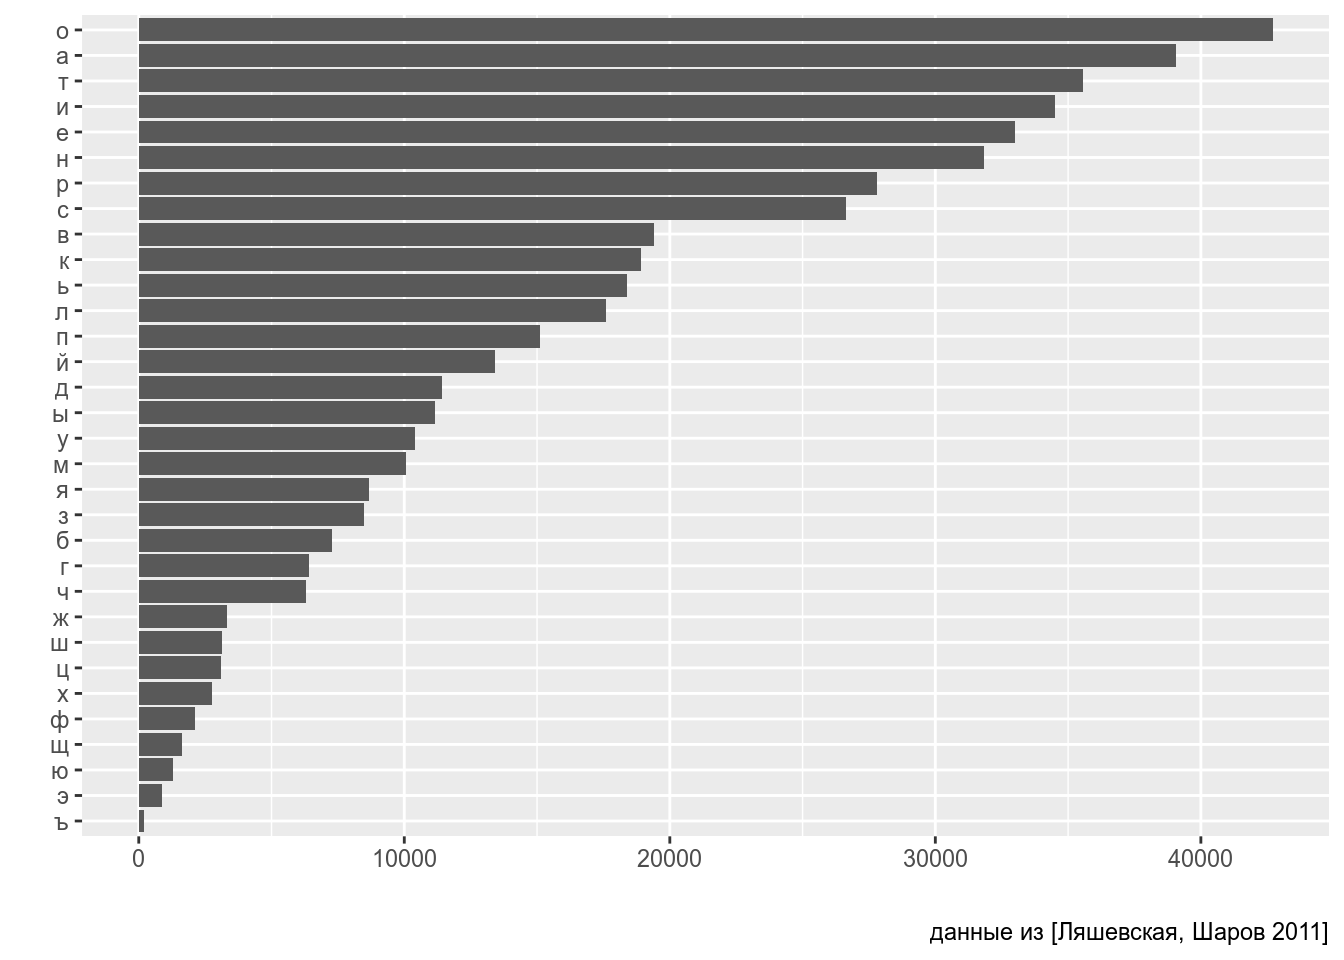 о
а
т
и
е
н
р
с
в
к
ь
л
п
й
д
ы
у
м
я
з
б
г
ч
ж
ш
ц
х
ф
щ
ю
э
ъ
0 10000 20000 30000 40000
данные из [Ляшевская, Шаров 2011]